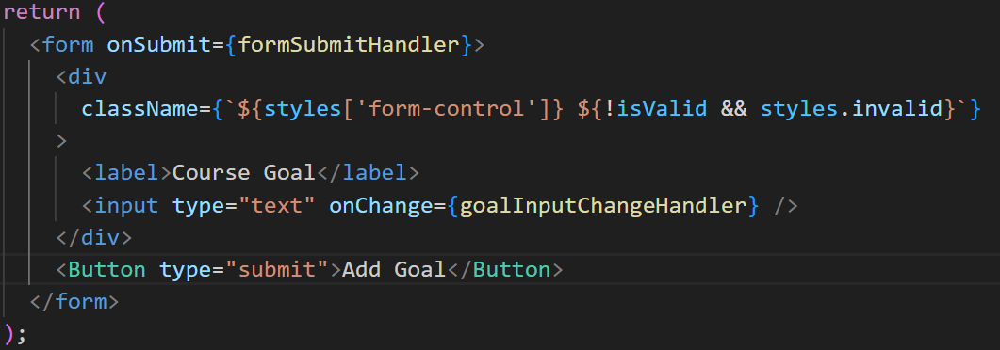 return (
<form onSubmit={formSubmitHandler}>
<div
className={`${styles['form-control']} ${!isValid && styles.invalid}`}
>
<label>Course Goal</label>
<input type="text" onChange={goalInputChangeHandler} />
</div>
<Button type="submit">Add Goal</Button>
</form>
);